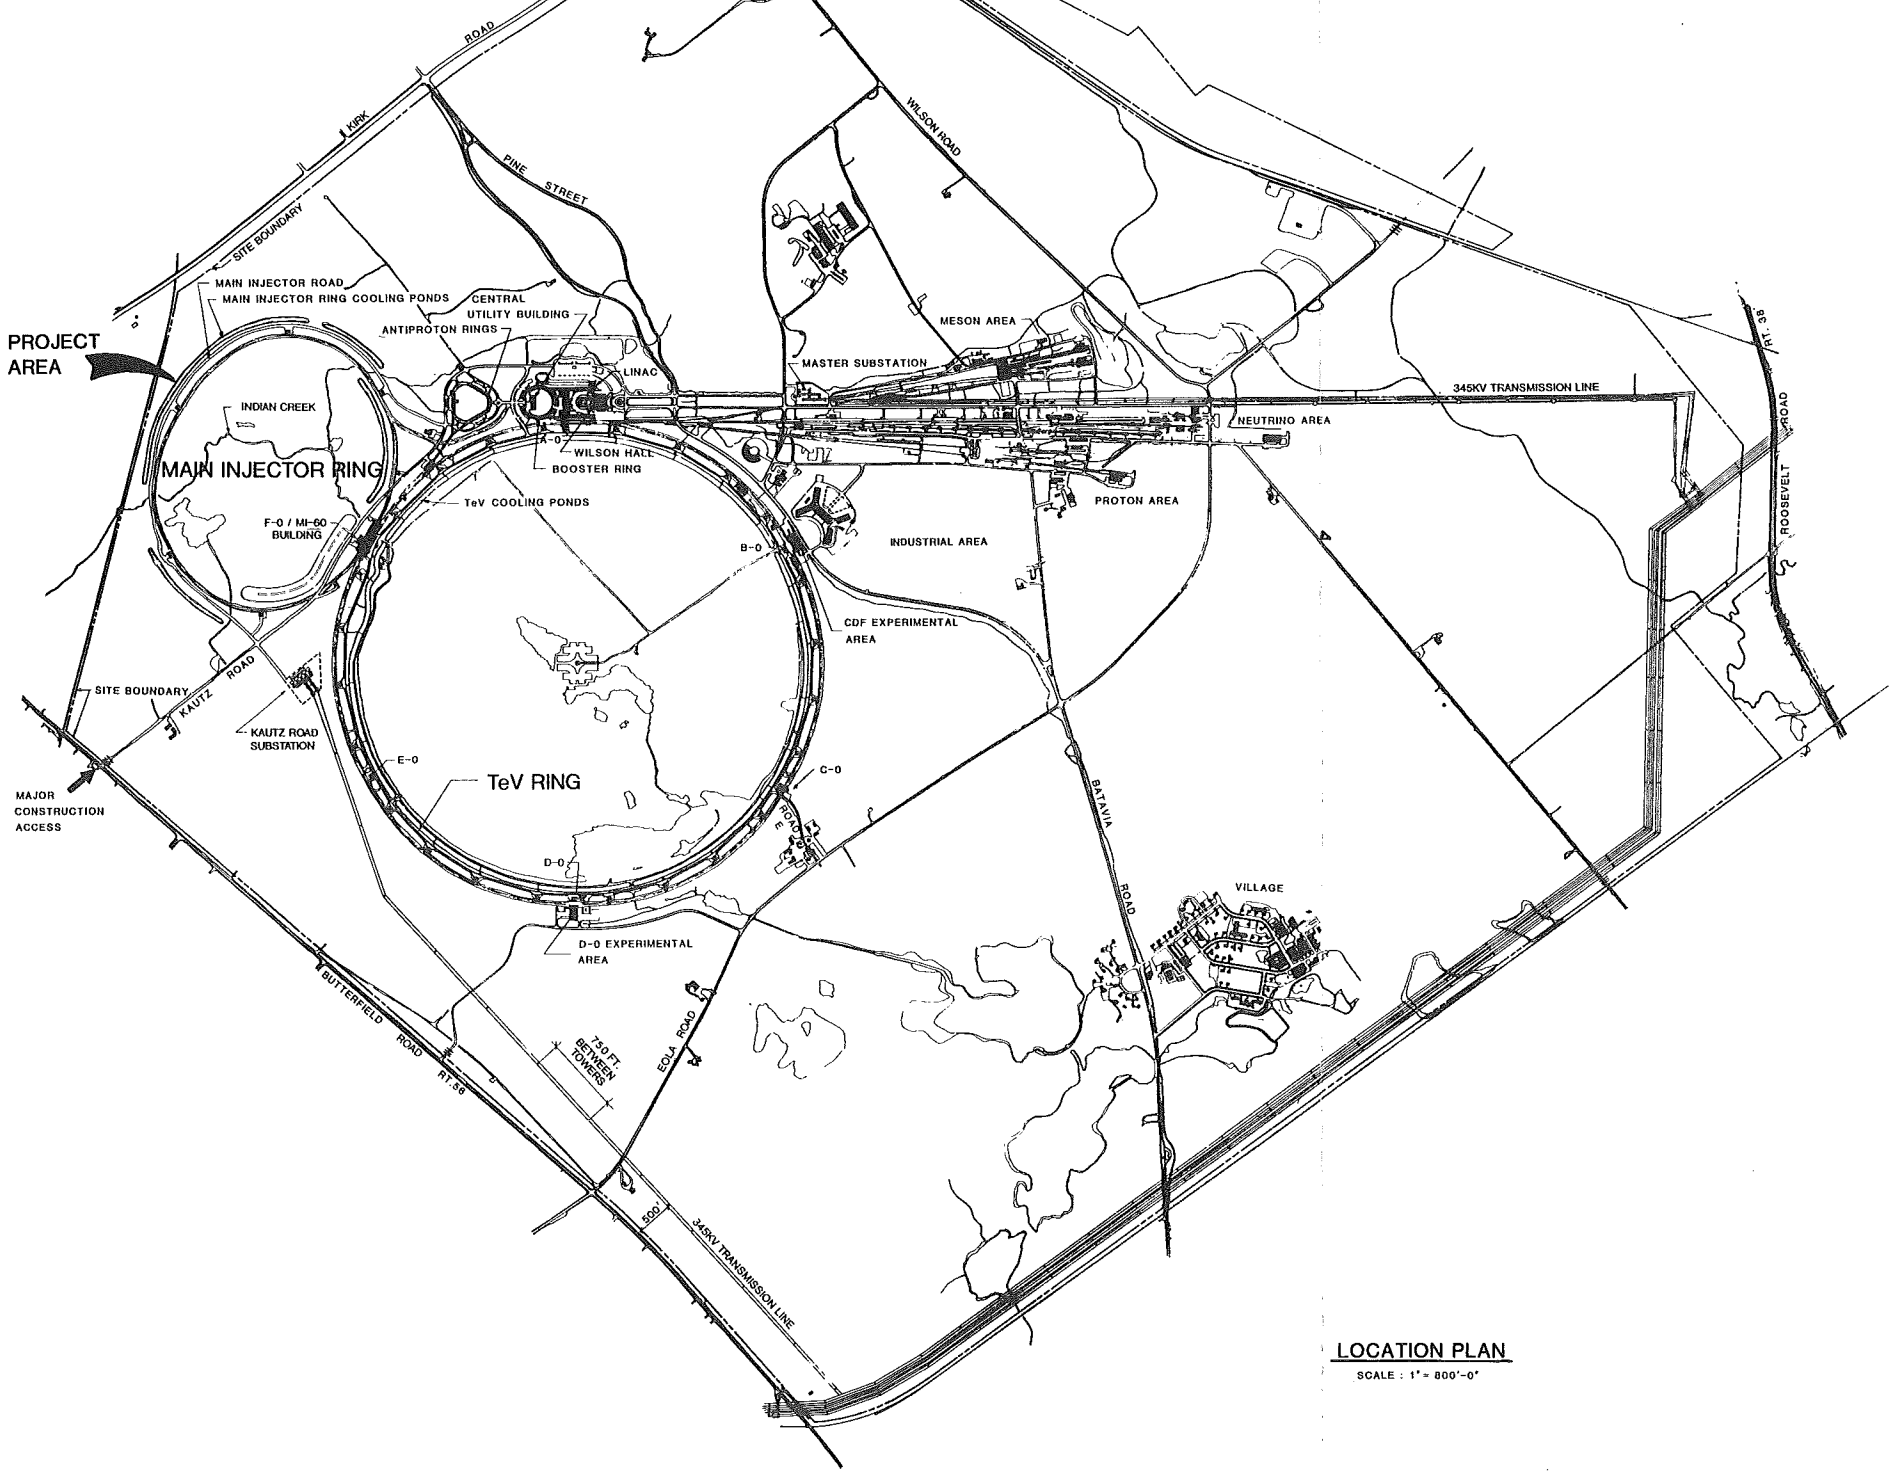 ROAD
KIRK
WILSON ROAD
PINE STREET
SITE BOUNDARY
MAIN INJECTOR ROAD
MAIN INJECTOR RING COOLING PONDS
CENTRAL
UTILITY BUILDING
ANTIPROTON RINGS
PROJECT
AREA
MESON AREA
MASTER SUBSTATION
LINAC
RT. 38
345KV TRANSMISSION LINE
INDIAN CREEK
NEUTRINO AREA
ROOSEVELT ROAD
A-0
WILSON HALL
BOOSTER RING
MAIN INJECTOR RING
TeV COOLING PONDS
PROTON AREA
F-0 / MI-60
BUILDING
B-0
INDUSTRIAL AREA
CDF EXPERIMENTAL
AREA
SITE BOUNDARY
KAUTZ ROAD
KAUTZ ROAD
SUBSTATION
E-0
TeV RING
C-0
MAJOR
CONSTRUCTION
ACCESS
ROAD E
BATAVIA ROAD
D-0
VILLAGE
D-0 EXPERIMENTAL
AREA
BUTTERFIELD ROAD RT. 56
EOLA ROAD
750 FT.
BETWEEN
TOWERS
500'
345KV TRANSMISSION LINE
LOCATION PLAN
SCALE : 1" = 800'-0"